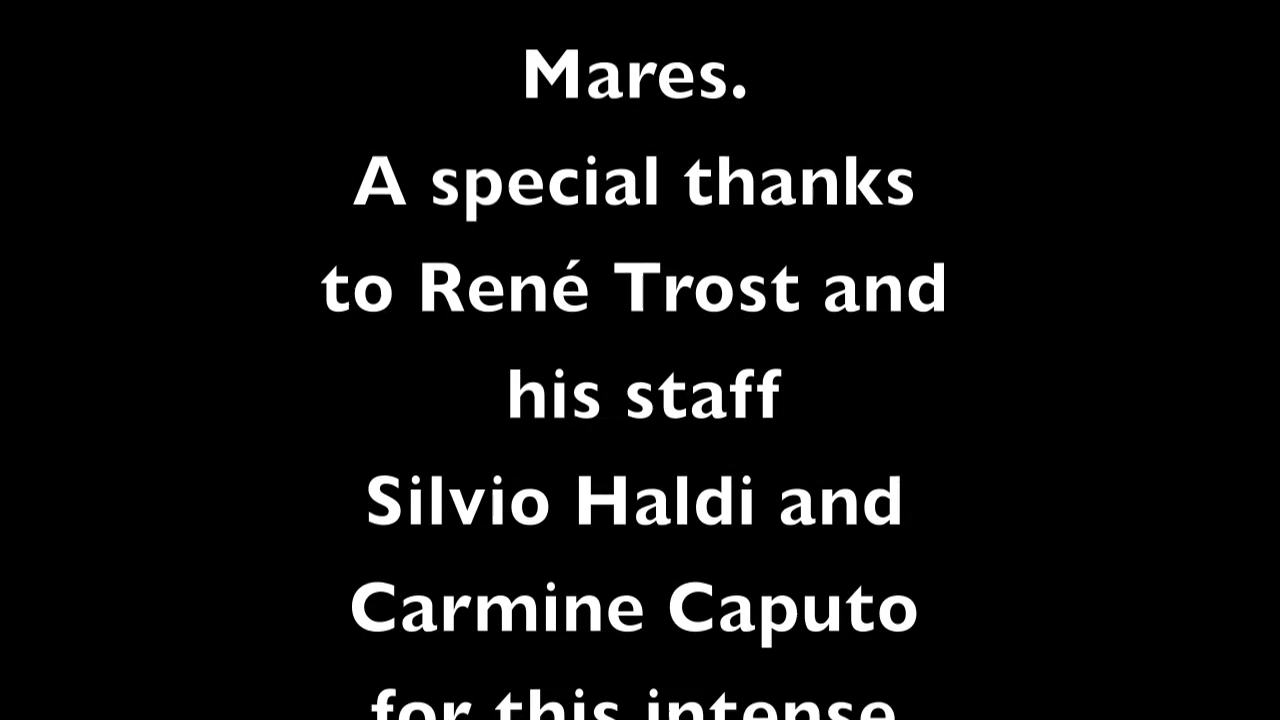 Mares.
A special thanks
to René Trost and
his staff
Silvio Haldi and
Carmine Caputo
for this intense